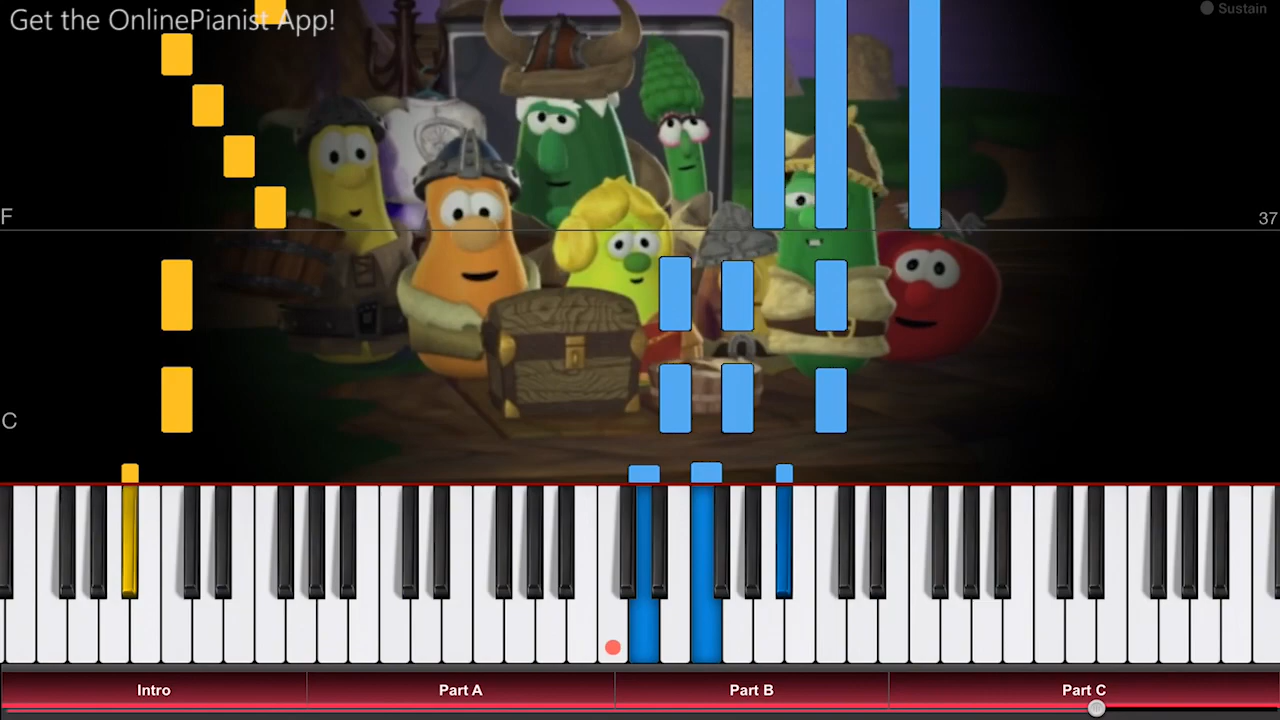 Get the OnlinePianist App!
Sustain
F
37
C
Intro
Part A
Part B
Part C